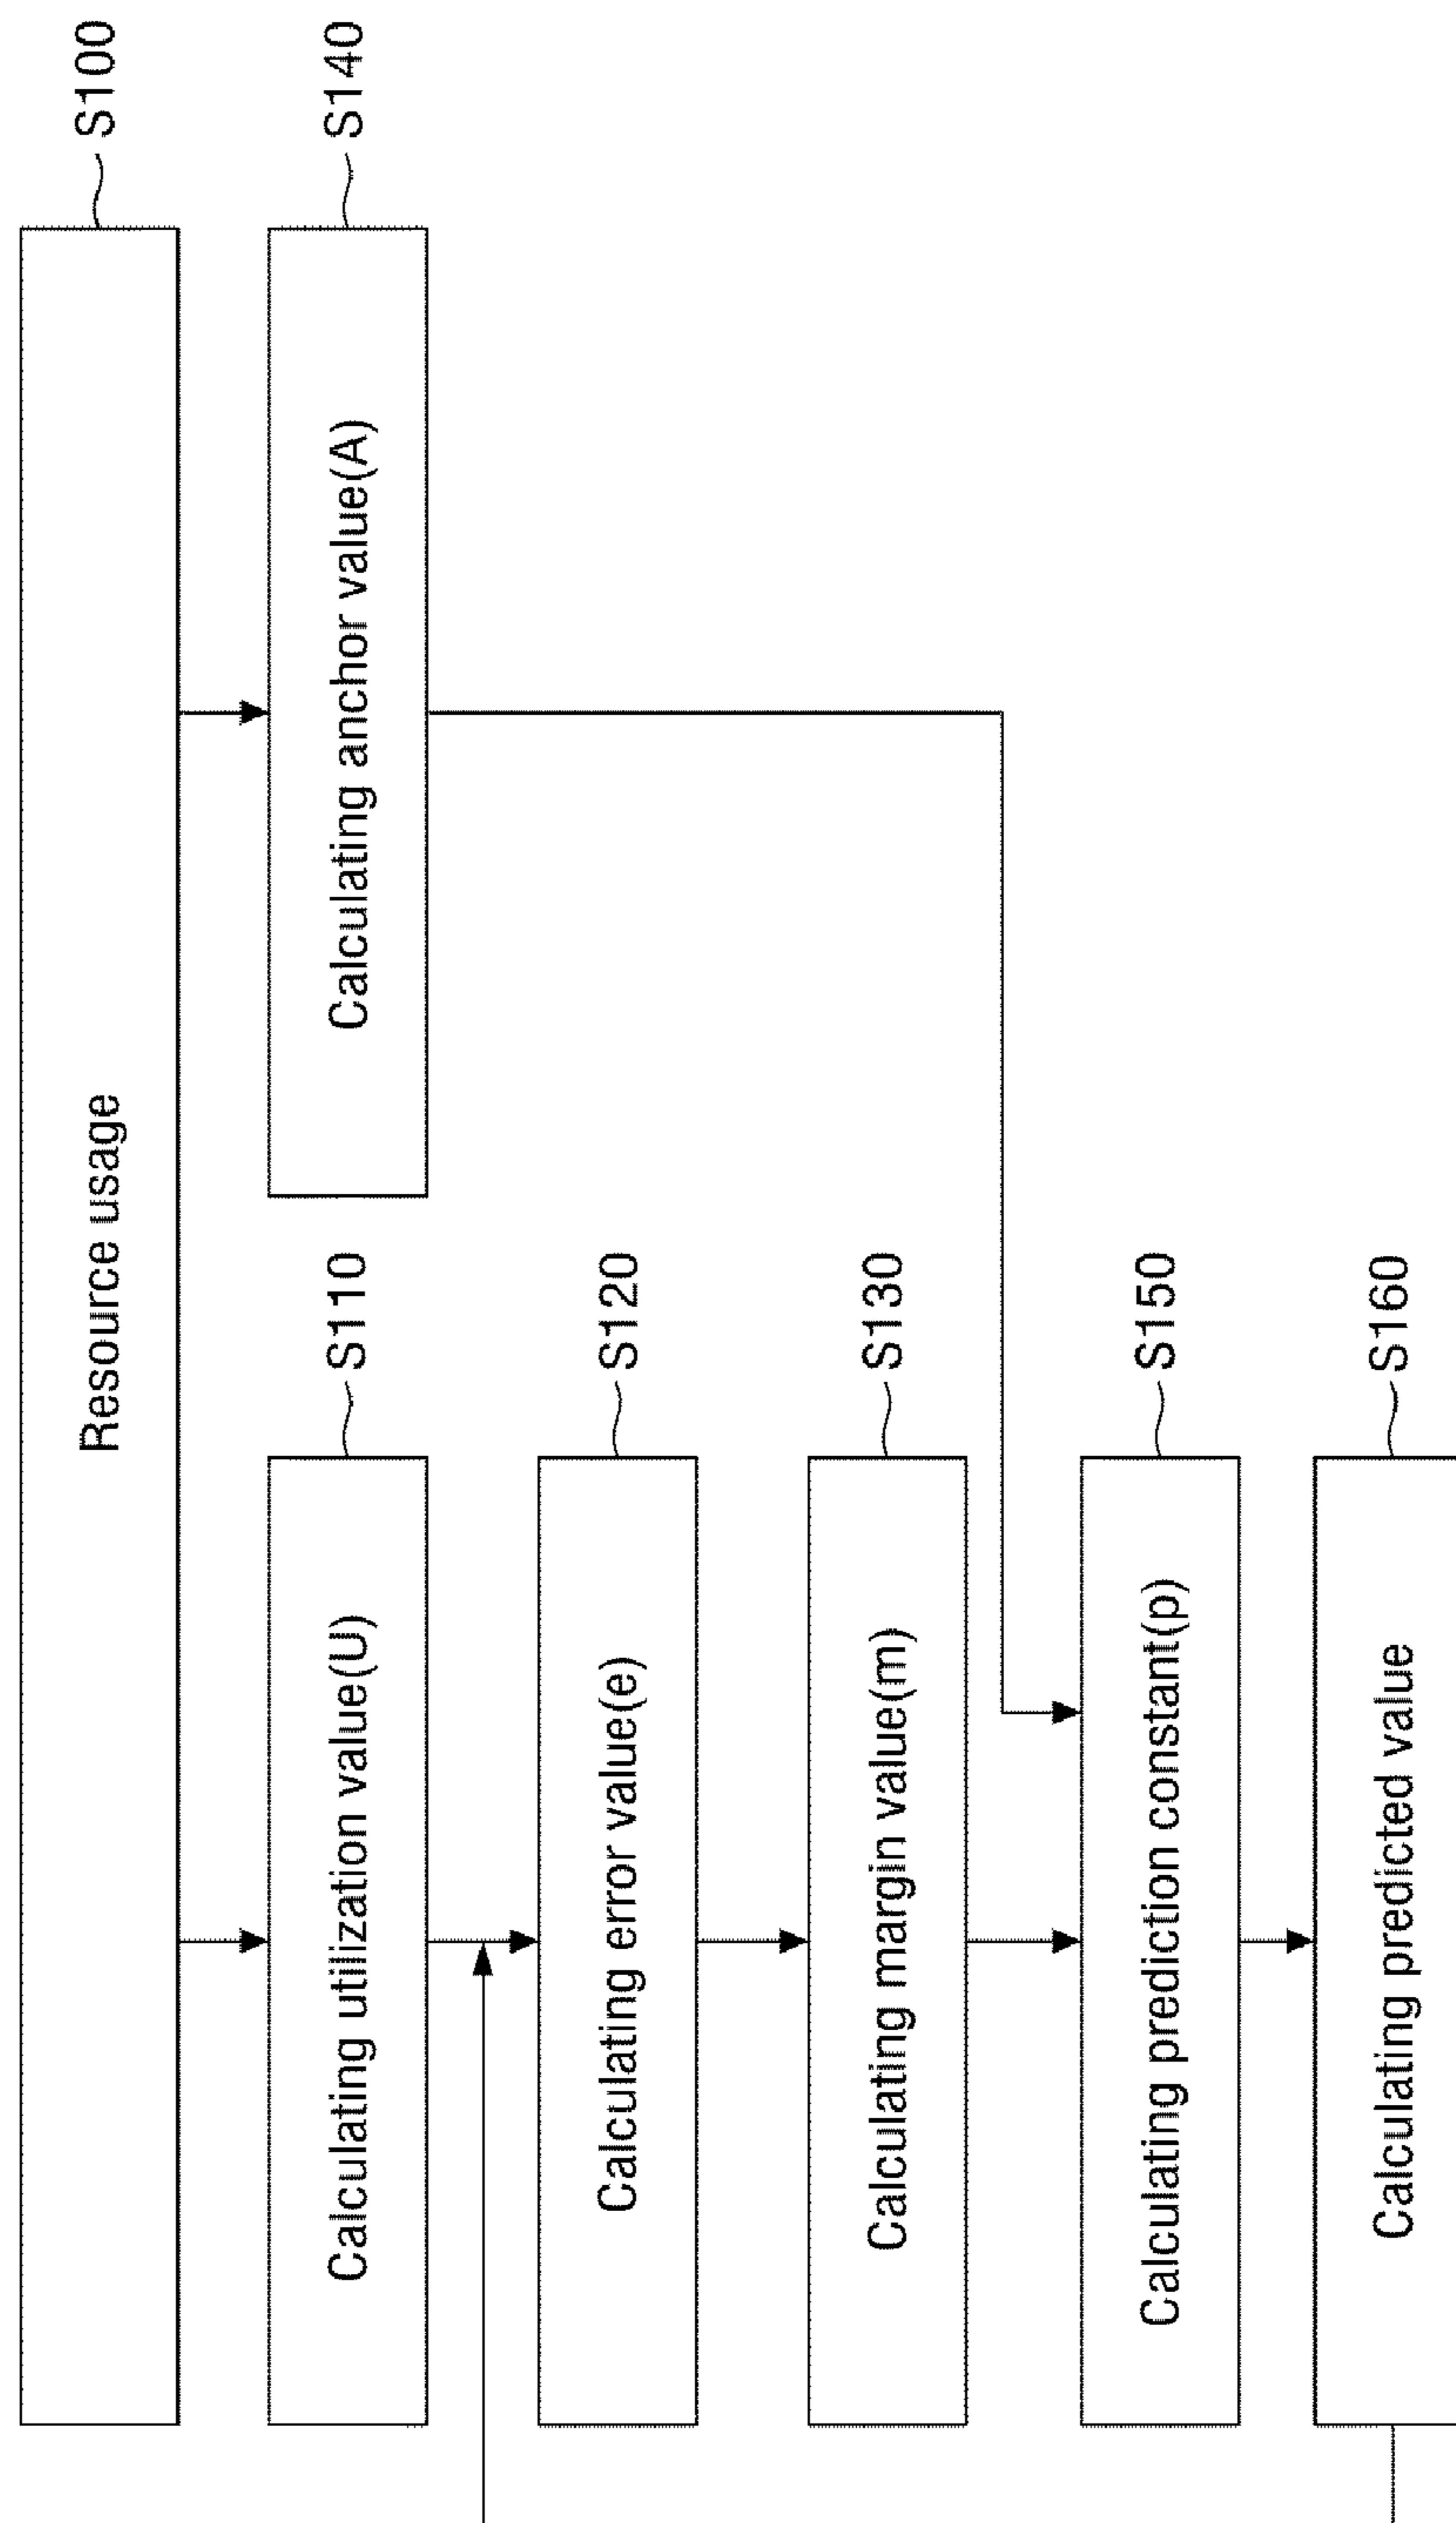 Resource usage
S100
Calculating utilization value(U)
S110
Calculating anchor value(A)
S140
Calculating error value(e)
S120
Calculating margin value(m)
S130
Calculating prediction constant(p)
S150
Calculating predicted value
S160